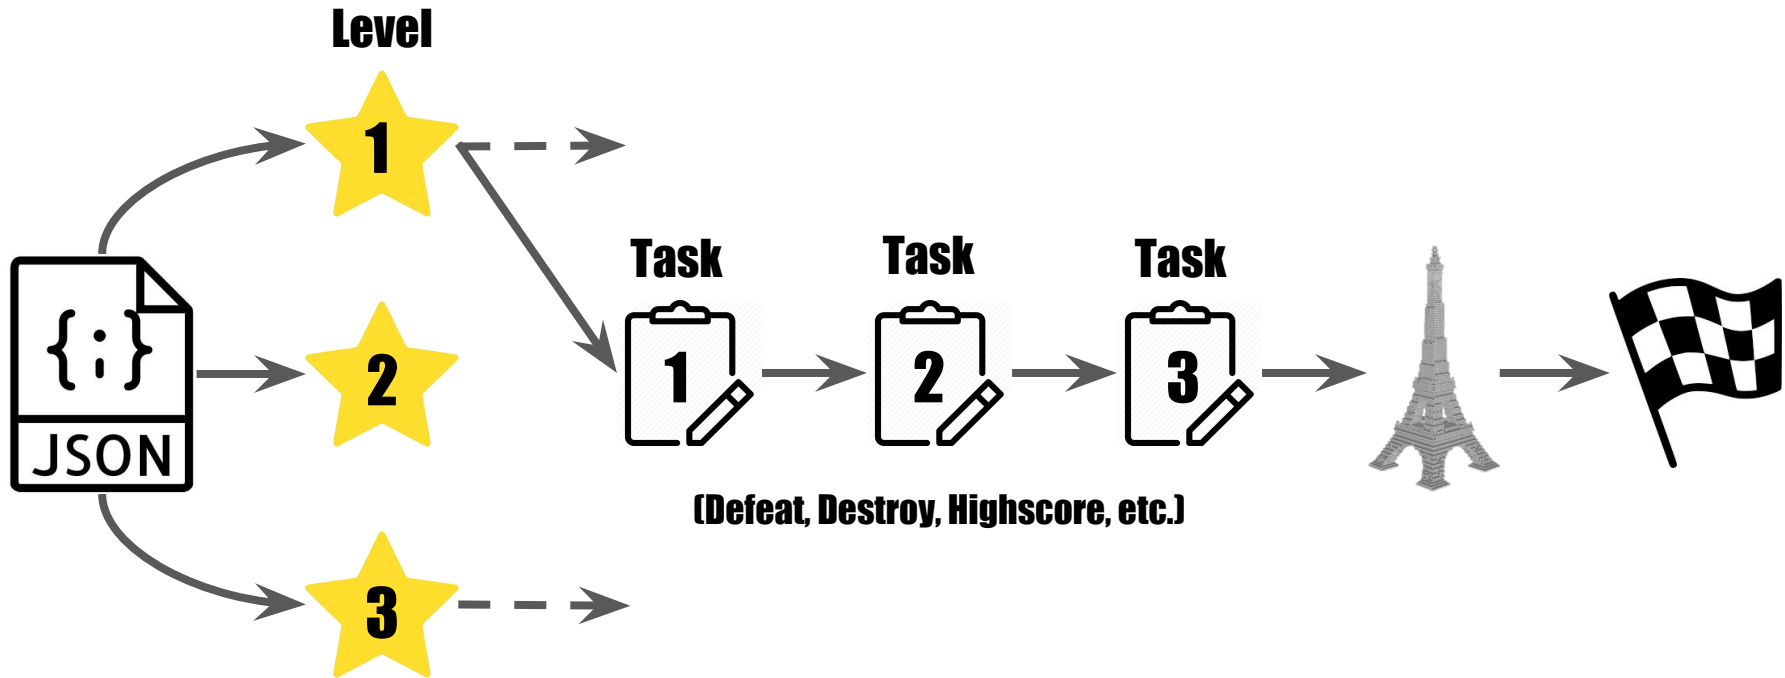 Level
1
Task
Task
Task
{;}
2
1
2
3
JSON
(Defeat, Destroy, Highscore, etc.)
3